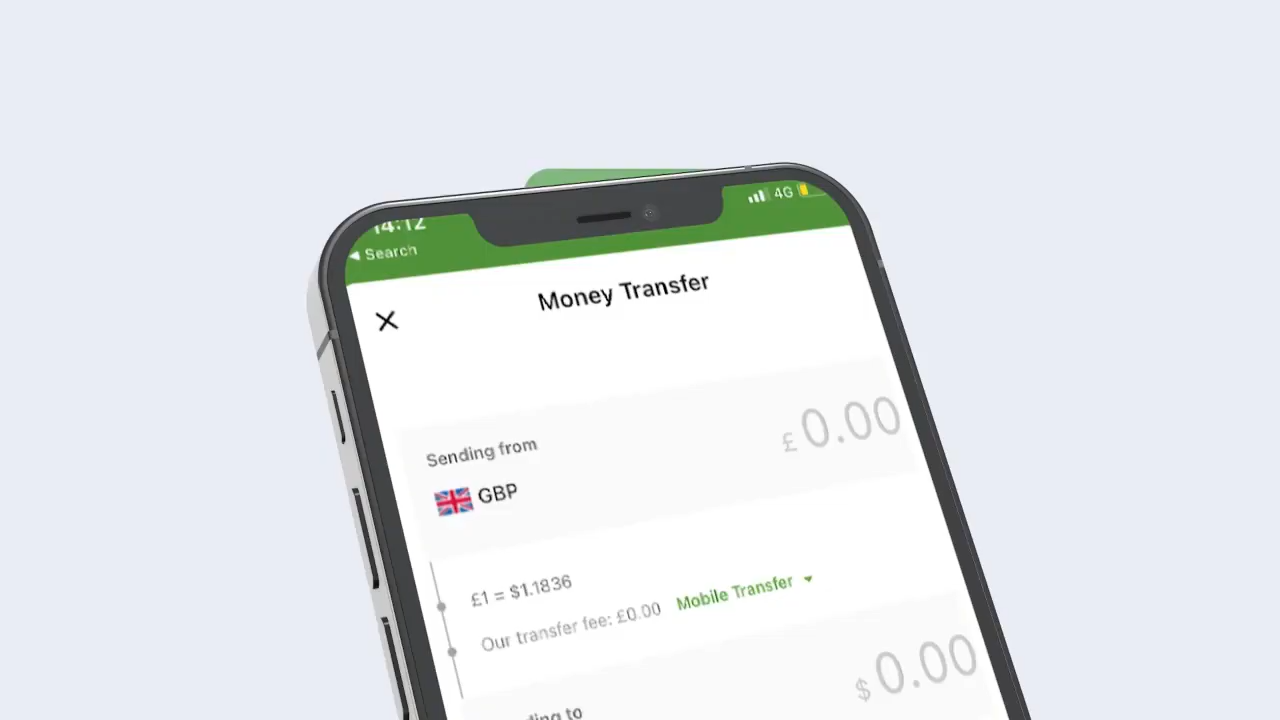 14:12
4G
◀ Search
Money Transfer
Sending from
£ 0.00
GBP
£1 = $1.1836
Our transfer fee: £0.00 Mobile Transfer
$ 0.00
to